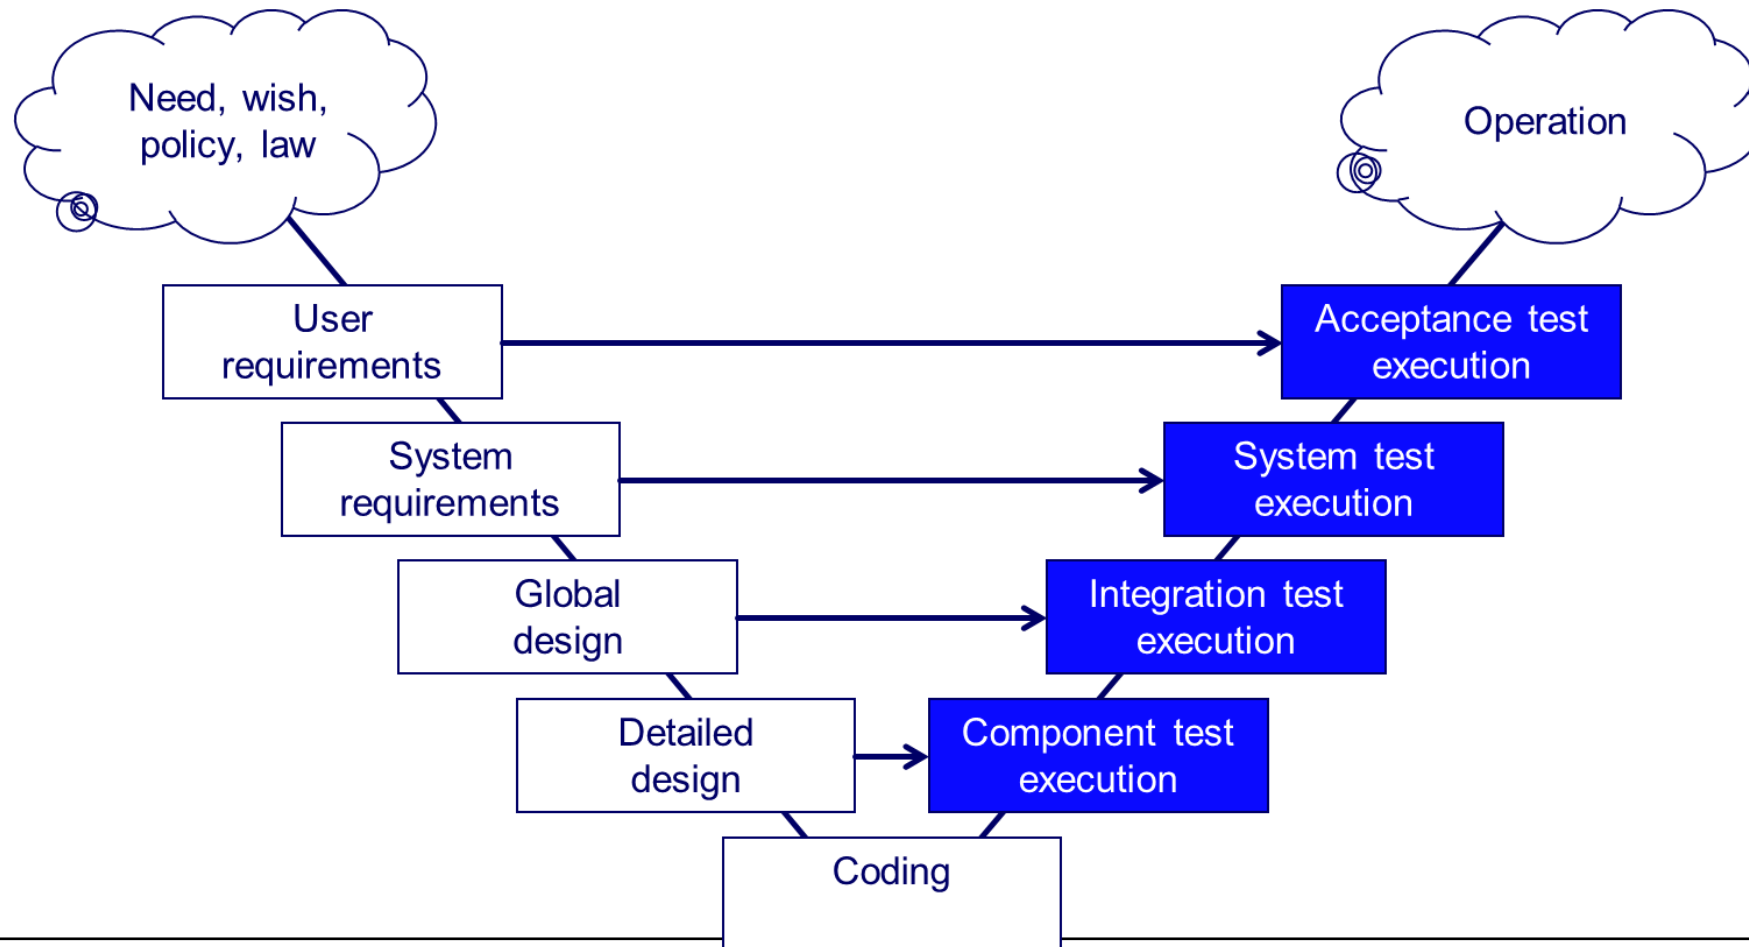 Need, wish,
policy, law
Operation
User
requirements
Acceptance test
execution
System
requirements
System test
execution
Global
design
Integration test
execution
Detailed
design
Component test
execution
Coding